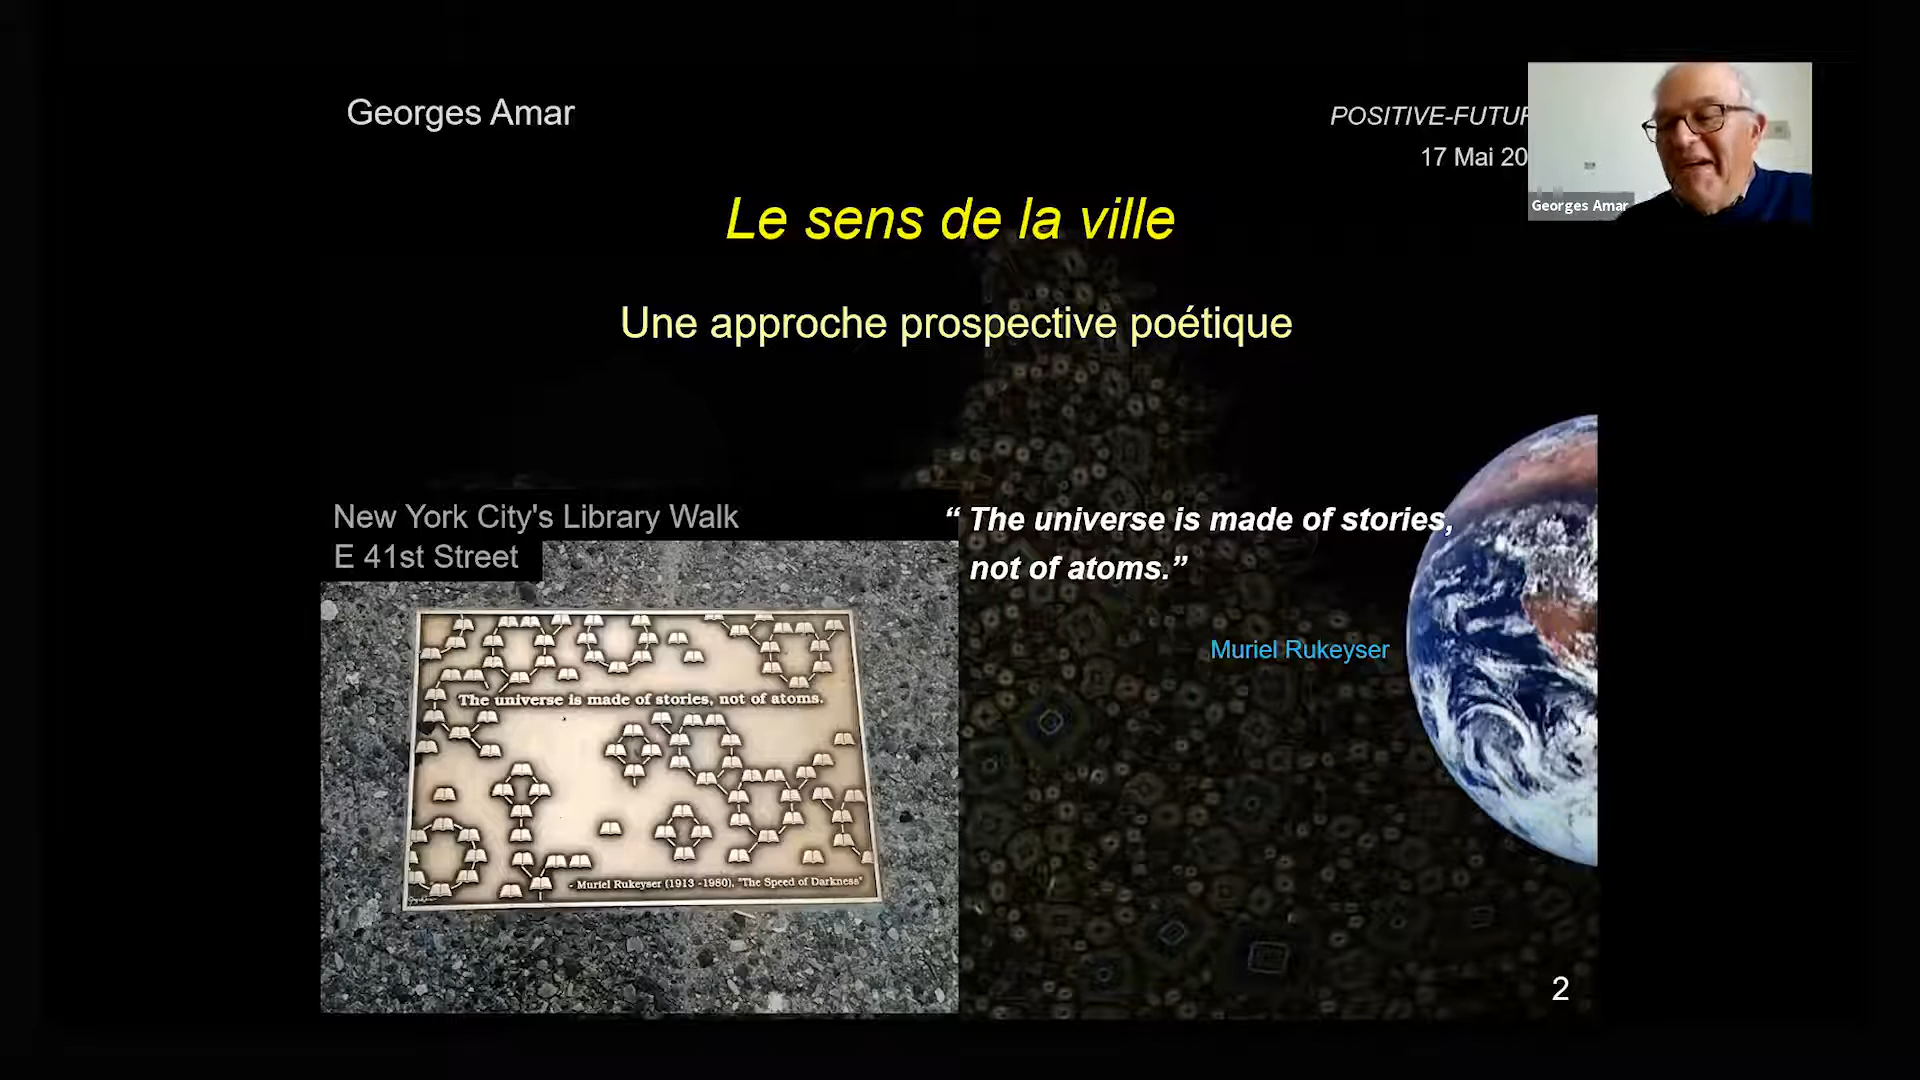 Georges Amar
POSITIVE-FUTUR
17 Mai 20
Georges Amar
Le sens de la ville
Une approche prospective poétique
New York City's Library Walk
E 41st Street
“ The universe is made of stories,
not of atoms.”
Muriel Rukeyser
The universe is made of stories, not of atoms.
- Muriel Rukeyser (1913 -1980), "The Speed of Darkness"
2